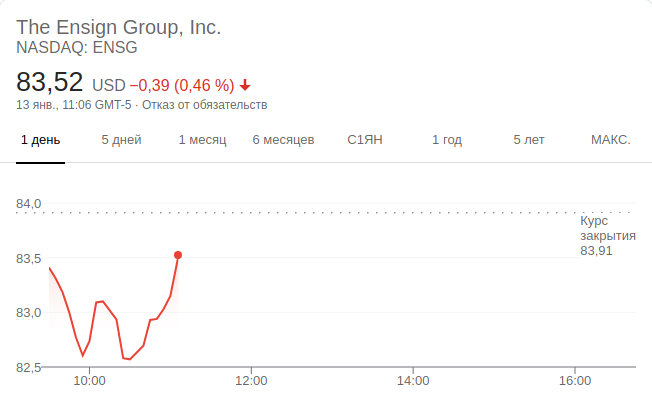 The Ensign Group, Inc.
NASDAQ: ENSG
83,52 USD −0,39 (0,46 %)
13 янв., 11:06 GMT-5 · Отказ от обязательств
1 день 5 дней 1 месяц 6 месяцев С1ЯН 1 год 5 лет МАКС.
84,0
Курс
закрытия
83,91
83,5
83,0
82,5
10:00 12:00 14:00 16:00